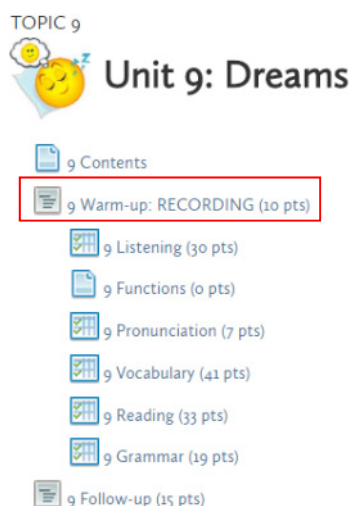 TOPIC 9
Unit 9: Dreams
9 Contents
9 Warm-up: RECORDING (10 pts)
9 Listening (30 pts)
9 Functions (0 pts)
9 Pronunciation (7 pts)
9 Vocabulary (41 pts)
9 Reading (33 pts)
9 Grammar (19 pts)
9 Follow-up (15 pts)